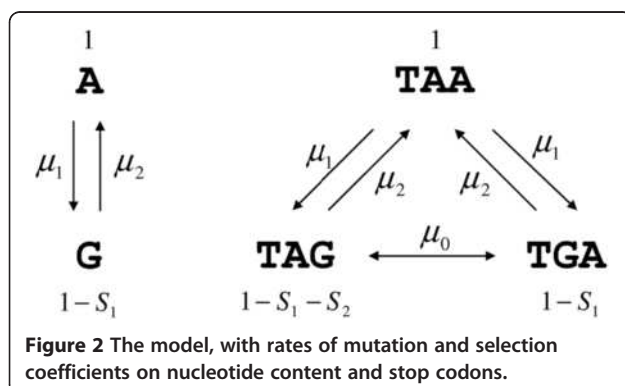 1 1
A TAA
μ₁ μ₂ μ₁ μ₂ μ₂ μ₁
G TAG μ₀ TGA
1−S₁ 1−S₁−S₂ 1−S₁
Figure 2 The model, with rates of mutation and selection
coefficients on nucleotide content and stop codons.